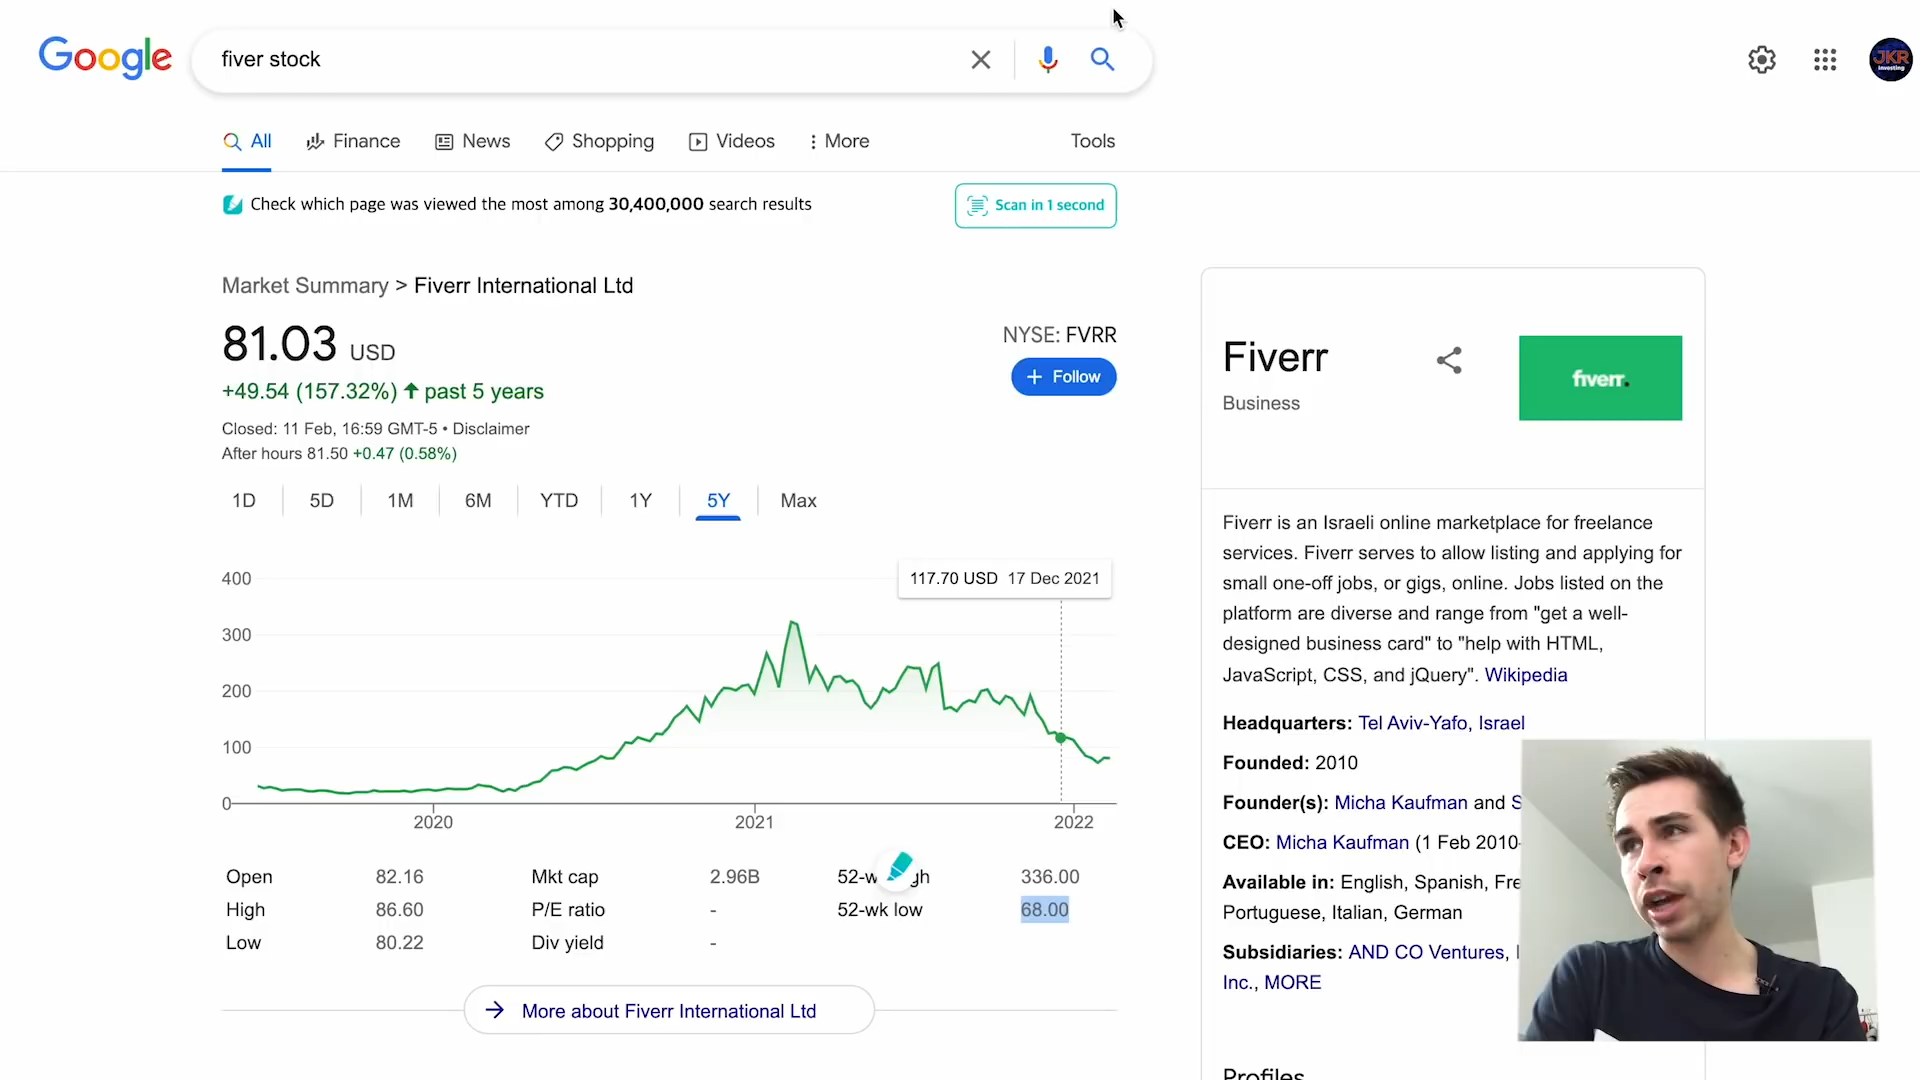 Google
fiver stock
JKR
Investing
All
Finance
News
Shopping
Videos
More
Tools
Check which page was viewed the most among 30,400,000 search results
Scan in 1 second
Market Summary > Fiverr International Ltd
81.03 USD
+49.54 (157.32%) past 5 years
Closed: 11 Feb, 16:59 GMT-5 • Disclaimer
After hours 81.50 +0.47 (0.58%)
NYSE: FVRR
+ Follow
1D 5D 1M 6M YTD 1Y 5Y Max
117.70 USD 17 Dec 2021
400
300
200
100
0
2020 2021 2022
Open 82.16 Mkt cap 2.96B 336.00
High 86.60 P/E ratio - 52-wk low 68.00
Low 80.22 Div yield -
More about Fiverr International Ltd
Fiverr
Business
fiverr.
Fiverr is an Israeli online marketplace for freelance
services. Fiverr serves to allow listing and applying for
small one-off jobs, or gigs, online. Jobs listed on the
platform are diverse and range from "get a well-
designed business card" to "help with HTML,
JavaScript, CSS, and jQuery". Wikipedia
Headquarters: Tel Aviv-Yafo, Israel
Founded: 2010
Founder(s): Micha Kaufman and
CEO: Micha Kaufman (1 Feb 2010-
Available in: English, Spanish, Fre
Portuguese, Italian, German
Subsidiaries: AND CO Ventures,
Inc., MORE
Profiles